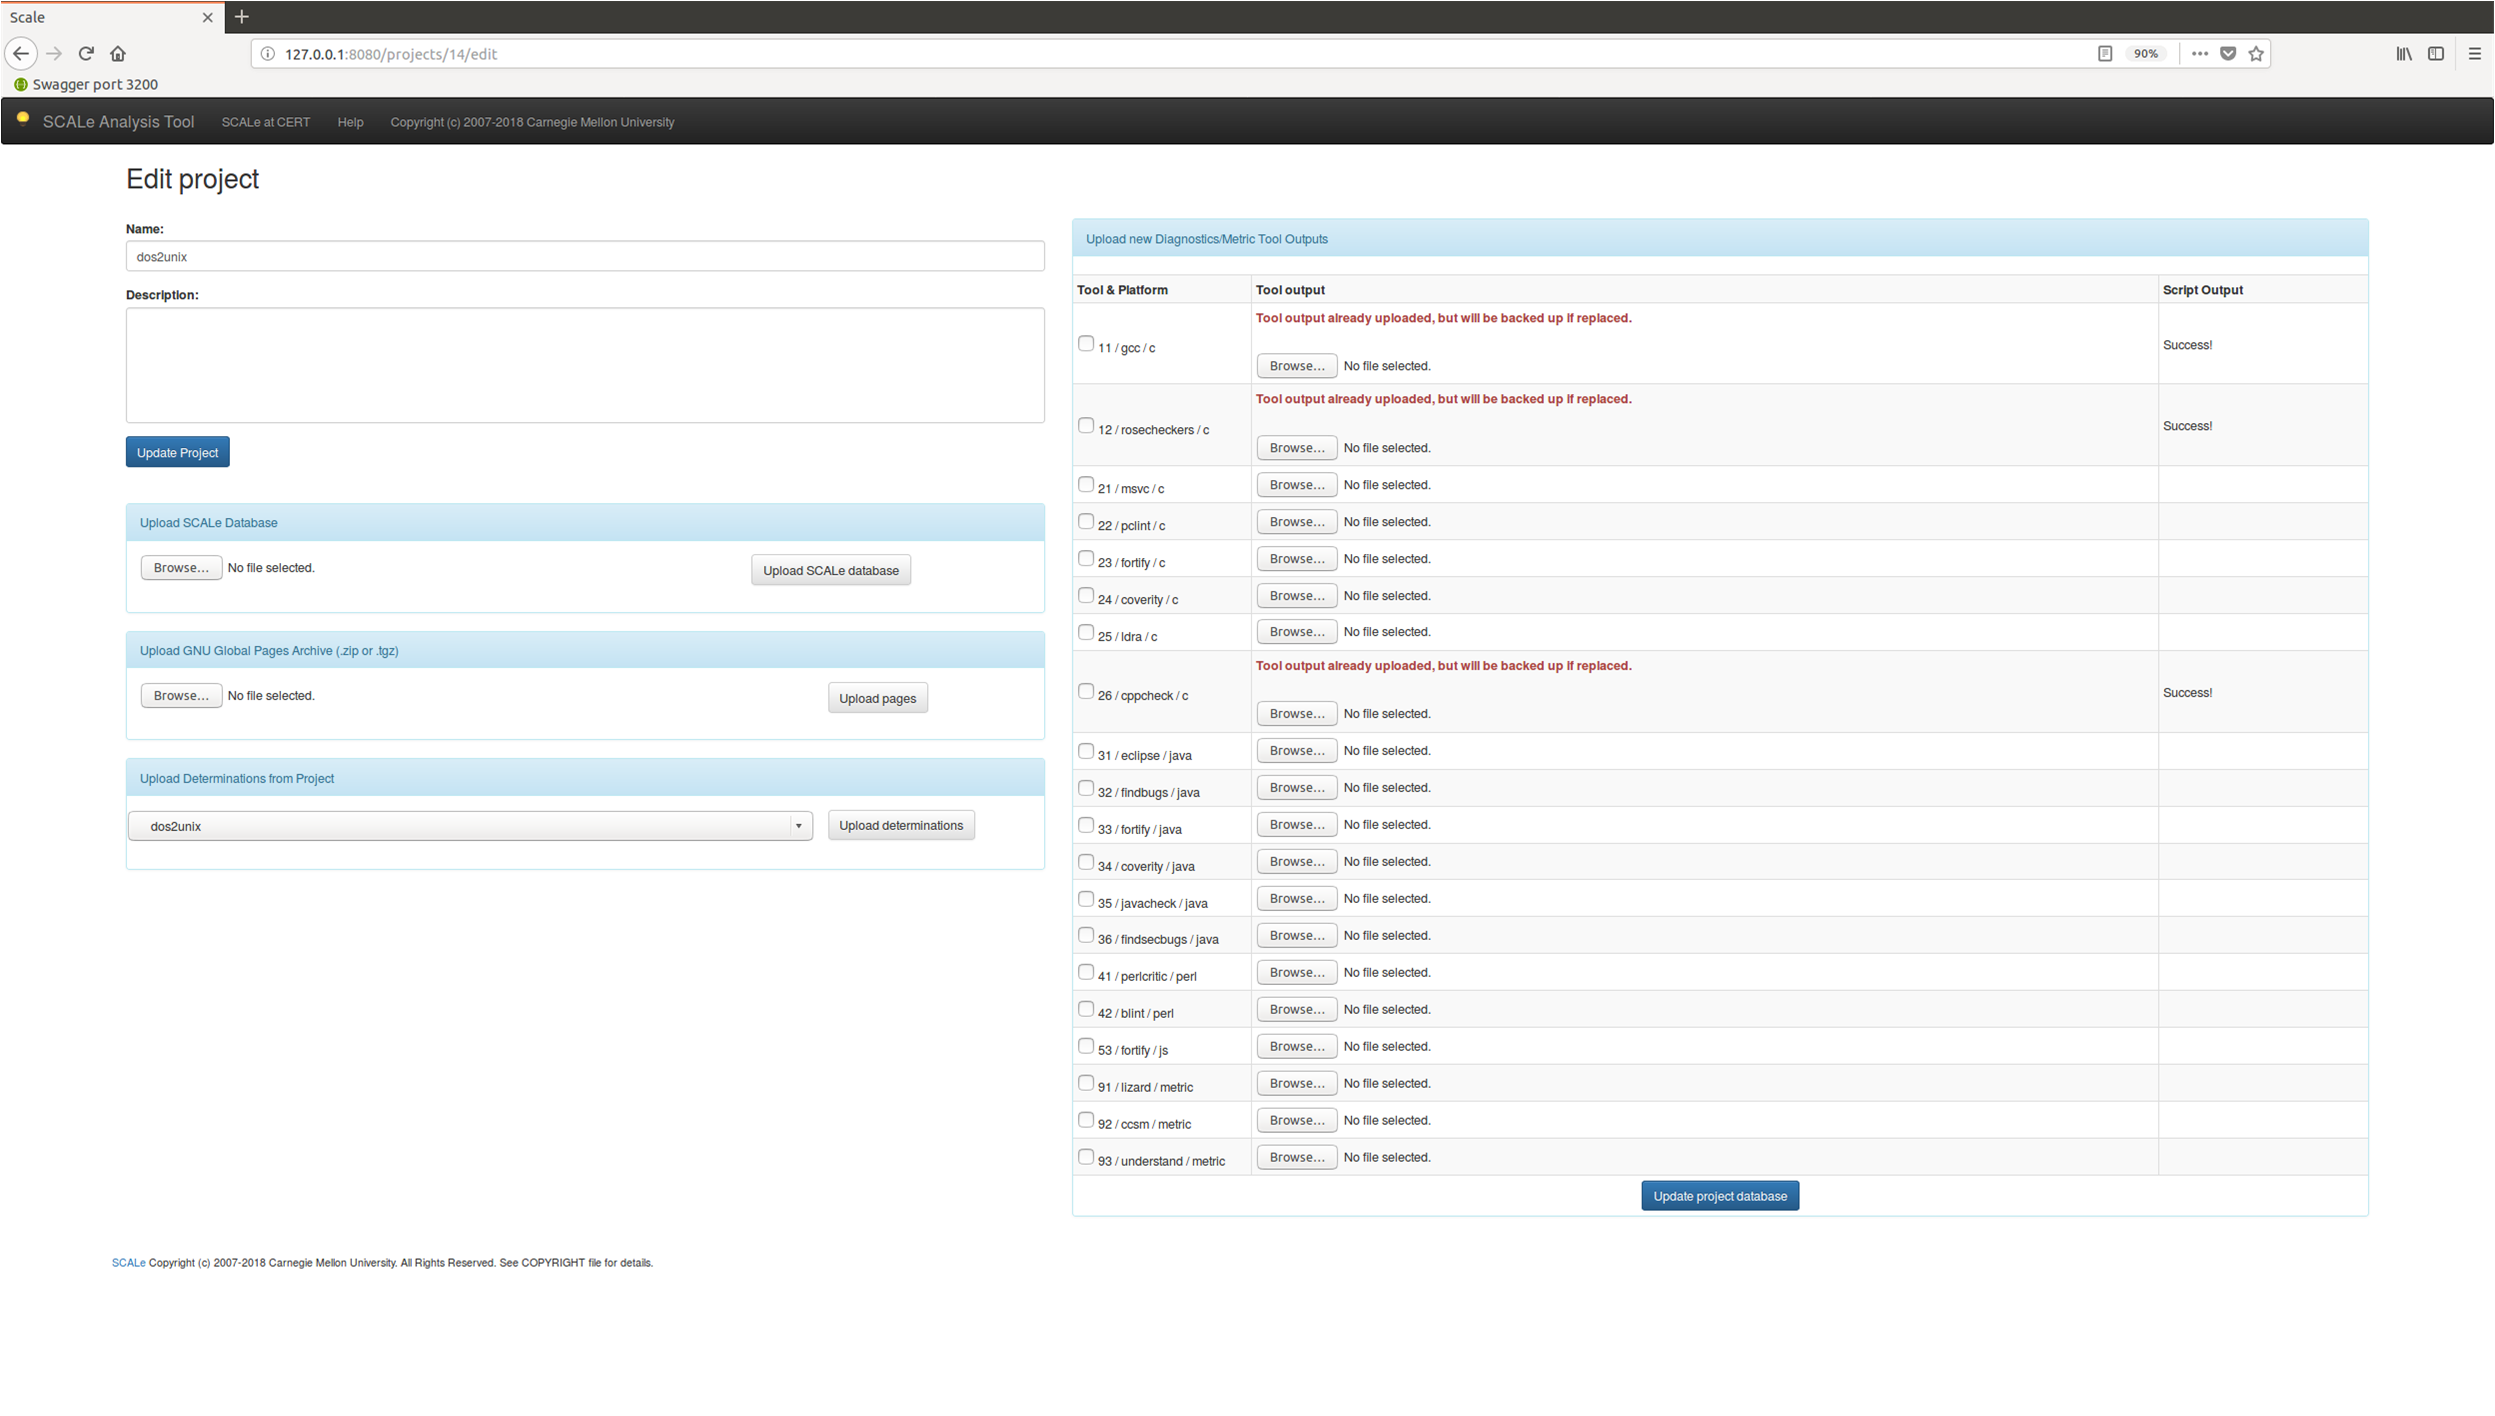 Scale
127.0.0.1:8080/projects/14/edit
90%
Swagger port 3200
SCALe Analysis Tool SCALe at CERT Help Copyright (c) 2007-2018 Carnegie Mellon University
Edit project
Name:
dos2unix
Description:
Update Project
Upload SCALe Database
Browse... No file selected. Upload SCALe database
Upload GNU Global Pages Archive (.zip or .tgz)
Browse... No file selected. Upload pages
Upload Determinations from Project
dos2unix Upload determinations
Upload new Diagnostics/Metric Tool Outputs
Tool & Platform Tool output Script Output
Tool output already uploaded, but will be backed up if replaced.
11 / gcc / c Success!
Browse... No file selected.
Tool output already uploaded, but will be backed up if replaced.
12 / rosecheckers / c Success!
Browse... No file selected.
21 / msvc / c Browse... No file selected.
22 / pclint / c Browse... No file selected.
23 / fortify / c Browse... No file selected.
24 / coverity / c Browse... No file selected.
25 / ldra / c Browse... No file selected.
Tool output already uploaded, but will be backed up if replaced.
26 / cppcheck / c Success!
Browse... No file selected.
31 / eclipse / java Browse... No file selected.
32 / findbugs / java Browse... No file selected.
33 / fortify / java Browse... No file selected.
34 / coverity / java Browse... No file selected.
35 / javacheck / java Browse... No file selected.
36 / findsecbugs / java Browse... No file selected.
41 / perlcritic / perl Browse... No file selected.
42 / blint / perl Browse... No file selected.
53 / fortify / js Browse... No file selected.
91 / lizard / metric Browse... No file selected.
92 / ccsm / metric Browse... No file selected.
93 / understand / metric Browse... No file selected.
Update project database
SCALe Copyright (c) 2007-2018 Carnegie Mellon University. All Rights Reserved. See COPYRIGHT file for details.